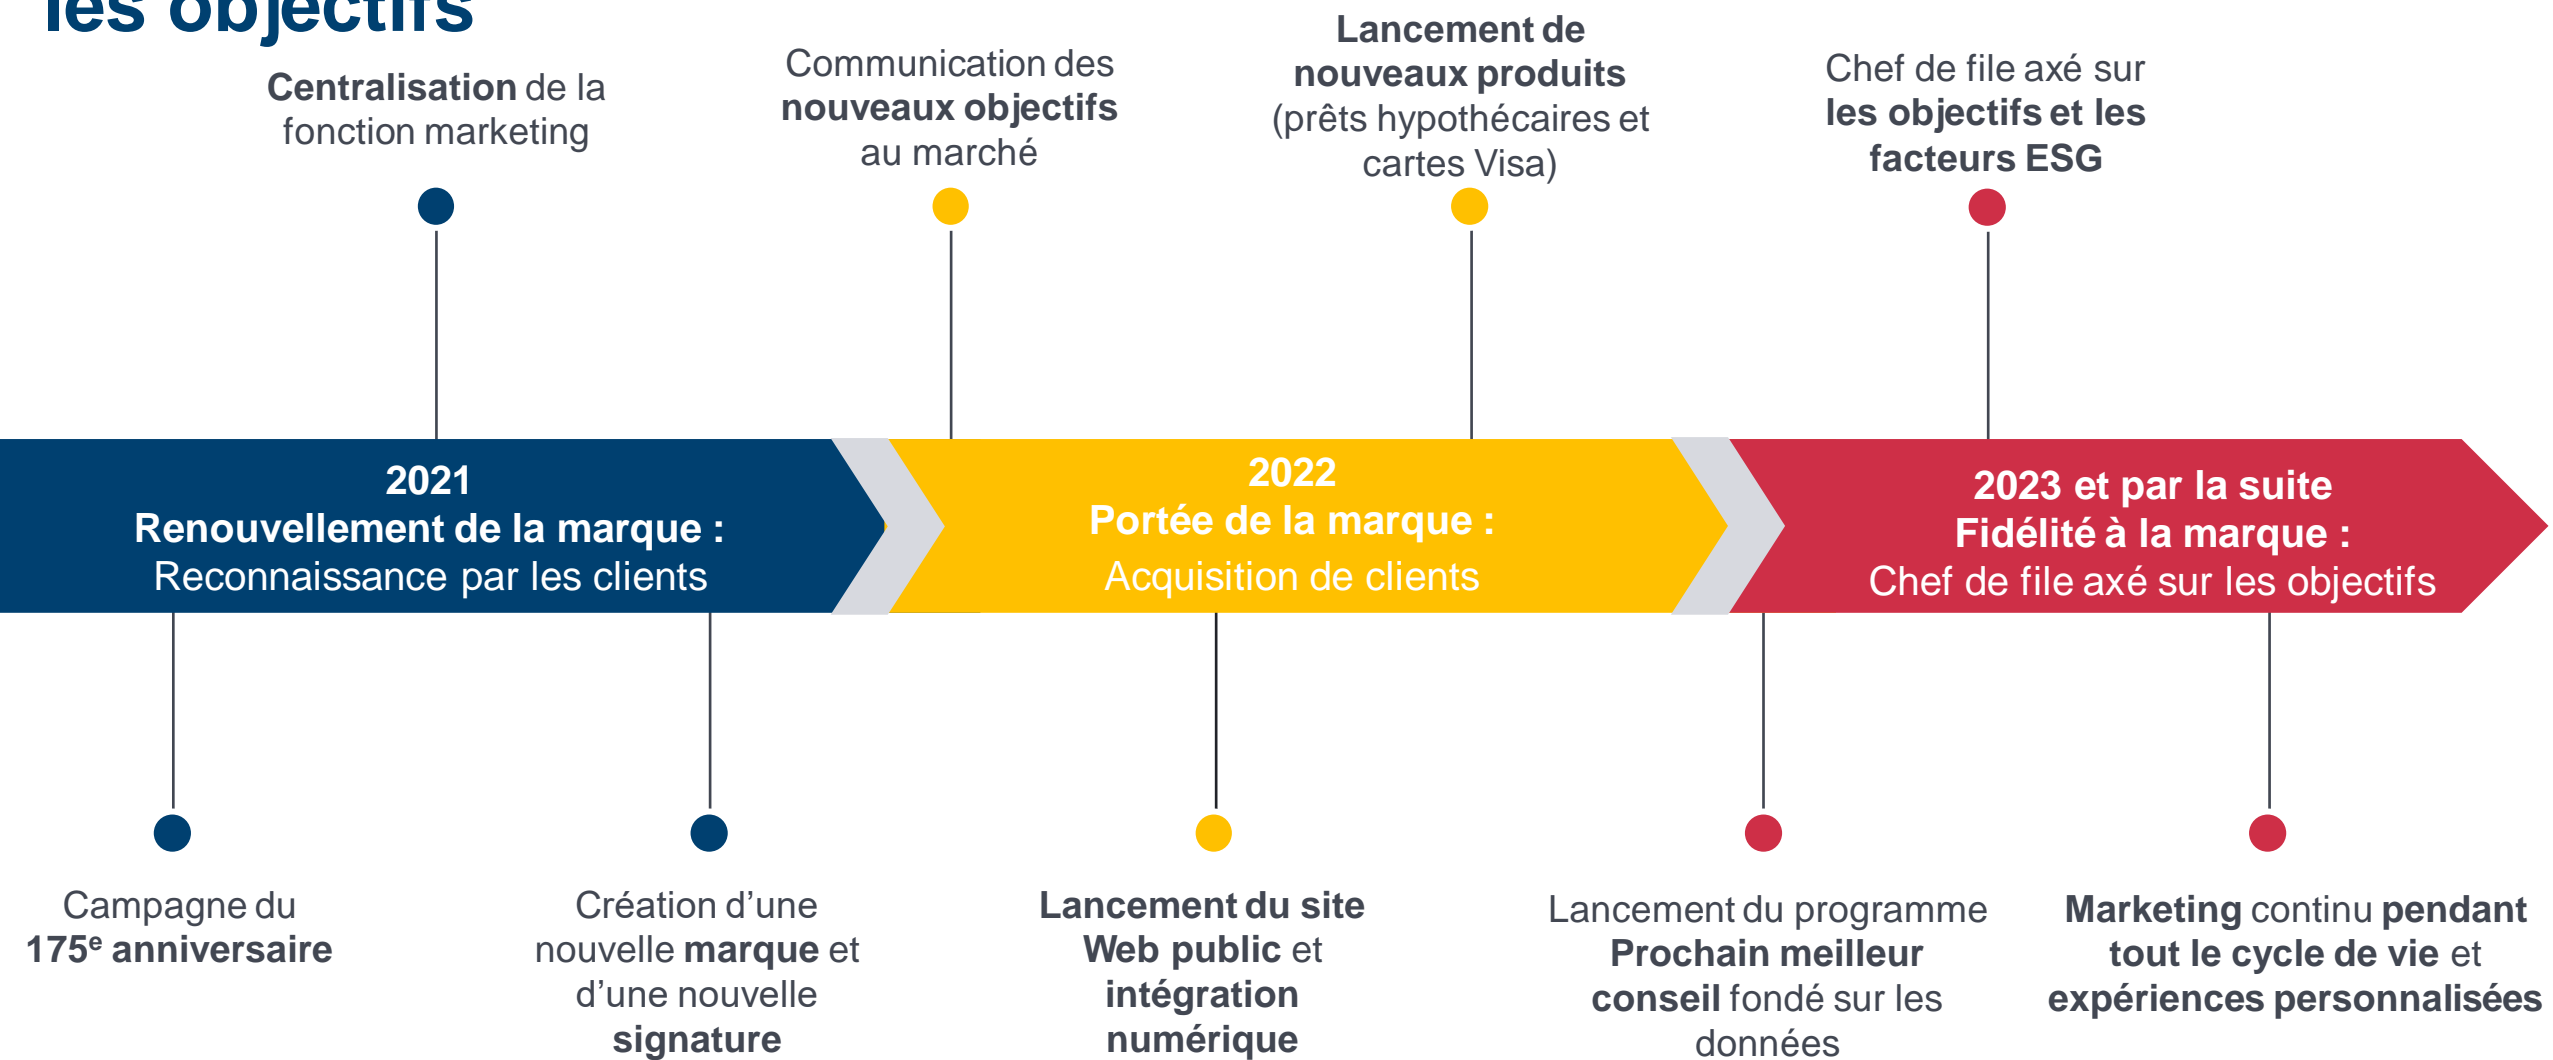 les objectifs
Centralisation de la
fonction marketing
Communication des
nouveaux objectifs
au marché
Lancement de
nouveaux produits
(prêts hypothécaires et
cartes Visa)
Chef de file axé sur
les objectifs et les
facteurs ESG
2021
Renouvellement de la marque :
Reconnaissance par les clients
2022
Portée de la marque :
Acquisition de clients
2023 et par la suite
Fidélité à la marque :
Chef de file axé sur les objectifs
Campagne du
175e anniversaire
Création d’une
nouvelle marque et
d’une nouvelle
signature
Lancement du site
Web public et
intégration
numérique
Lancement du programme
Prochain meilleur
conseil fondé sur les
données
Marketing continu pendant
tout le cycle de vie et
expériences personnalisées